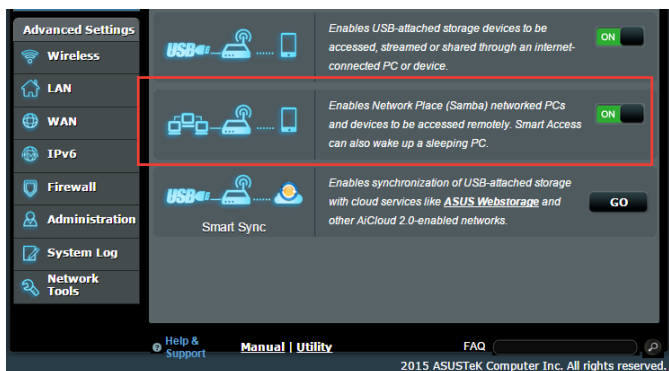 Advanced Settings
Wireless
LAN
WAN
IPv6
Firewall
Administration
System Log
Network
Tools
USB
Enables USB-attached storage devices to be
accessed, streamed or shared through an internet-
connected PC or device.
ON
Enables Network Place (Samba) networked PCs
and devices to be accessed remotely. Smart Access
can also wake up a sleeping PC.
ON
USB
Smart Sync
Enables synchronization of USB-attached storage
with cloud services like ASUS Webstorage and
other AiCloud 2.0-enabled networks.
GO
Help &
Support
Manual | Utility
FAQ
2015 ASUSTeK Computer Inc. All rights reserved.